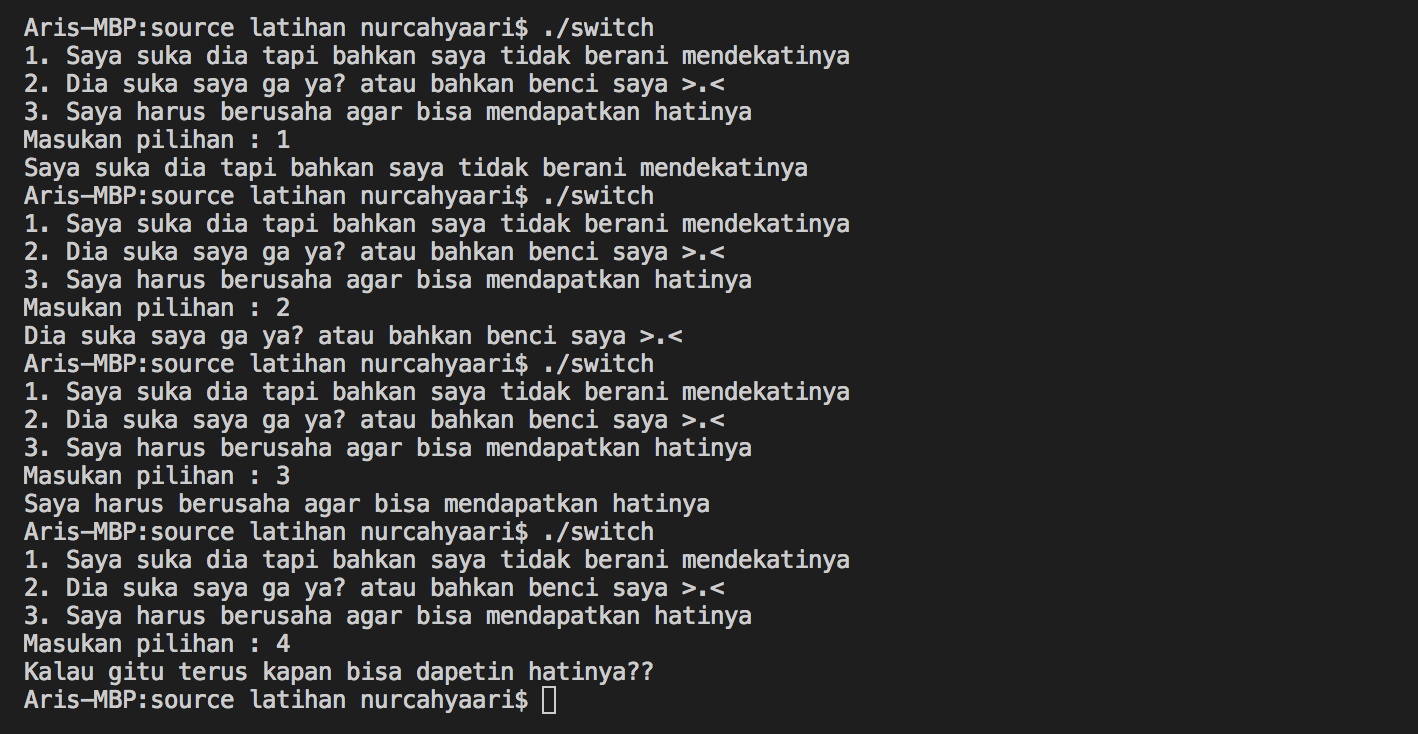 Aris-MBP:source latihan nurcahyaari$ ./switch
1. Saya suka dia tapi bahkan saya tidak berani mendekatinya
2. Dia suka saya ga ya? atau bahkan benci saya >.<
3. Saya harus berusaha agar bisa mendapatkan hatinya
Masukan pilihan : 1
Saya suka dia tapi bahkan saya tidak berani mendekatinya
Aris-MBP:source latihan nurcahyaari$ ./switch
1. Saya suka dia tapi bahkan saya tidak berani mendekatinya
2. Dia suka saya ga ya? atau bahkan benci saya >.<
3. Saya harus berusaha agar bisa mendapatkan hatinya
Masukan pilihan : 2
Dia suka saya ga ya? atau bahkan benci saya >.<
Aris-MBP:source latihan nurcahyaari$ ./switch
1. Saya suka dia tapi bahkan saya tidak berani mendekatinya
2. Dia suka saya ga ya? atau bahkan benci saya >.<
3. Saya harus berusaha agar bisa mendapatkan hatinya
Masukan pilihan : 3
Saya harus berusaha agar bisa mendapatkan hatinya
Aris-MBP:source latihan nurcahyaari$ ./switch
1. Saya suka dia tapi bahkan saya tidak berani mendekatinya
2. Dia suka saya ga ya? atau bahkan benci saya >.<
3. Saya harus berusaha agar bisa mendapatkan hatinya
Masukan pilihan : 4
Kalau gitu terus kapan bisa dapetin hatinya??
Aris-MBP:source latihan nurcahyaari$